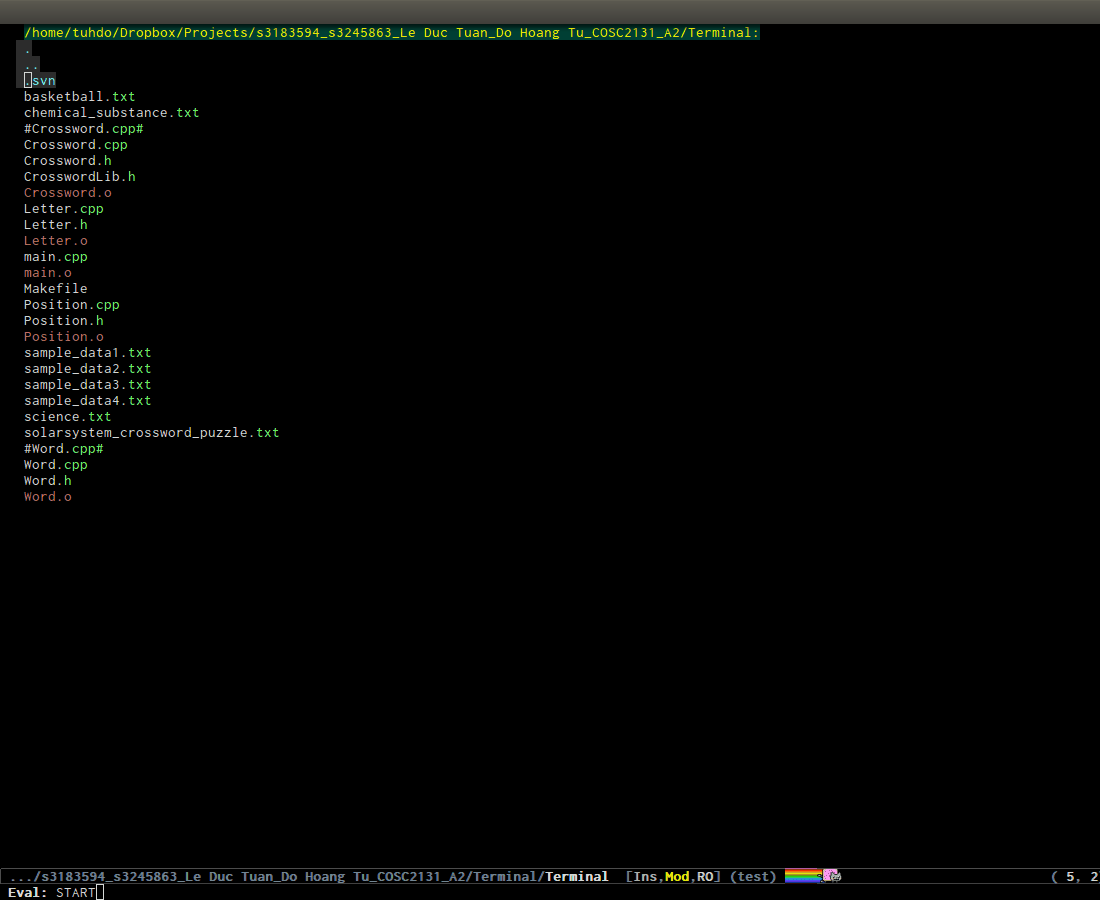 /home/tuhdo/Dropbox/Projects/s3183594_s3245863_Le Duc Tuan_Do Hoang Tu_COSC2131_A2/Terminal:
.
..
.svn
basketball.txt
chemical_substance.txt
#Crossword.cpp#
Crossword.cpp
Crossword.h
CrosswordLib.h
Crossword.o
Letter.cpp
Letter.h
Letter.o
main.cpp
main.o
Makefile
Position.cpp
Position.h
Position.o
sample_data1.txt
sample_data2.txt
sample_data3.txt
sample_data4.txt
science.txt
solarsystem_crossword_puzzle.txt
#Word.cpp#
Word.cpp
Word.h
Word.o
.../s3183594_s3245863_Le Duc Tuan_Do Hoang Tu_COSC2131_A2/Terminal/Terminal [Ins,Mod,RO] (test) ( 5, 2
Eval: START